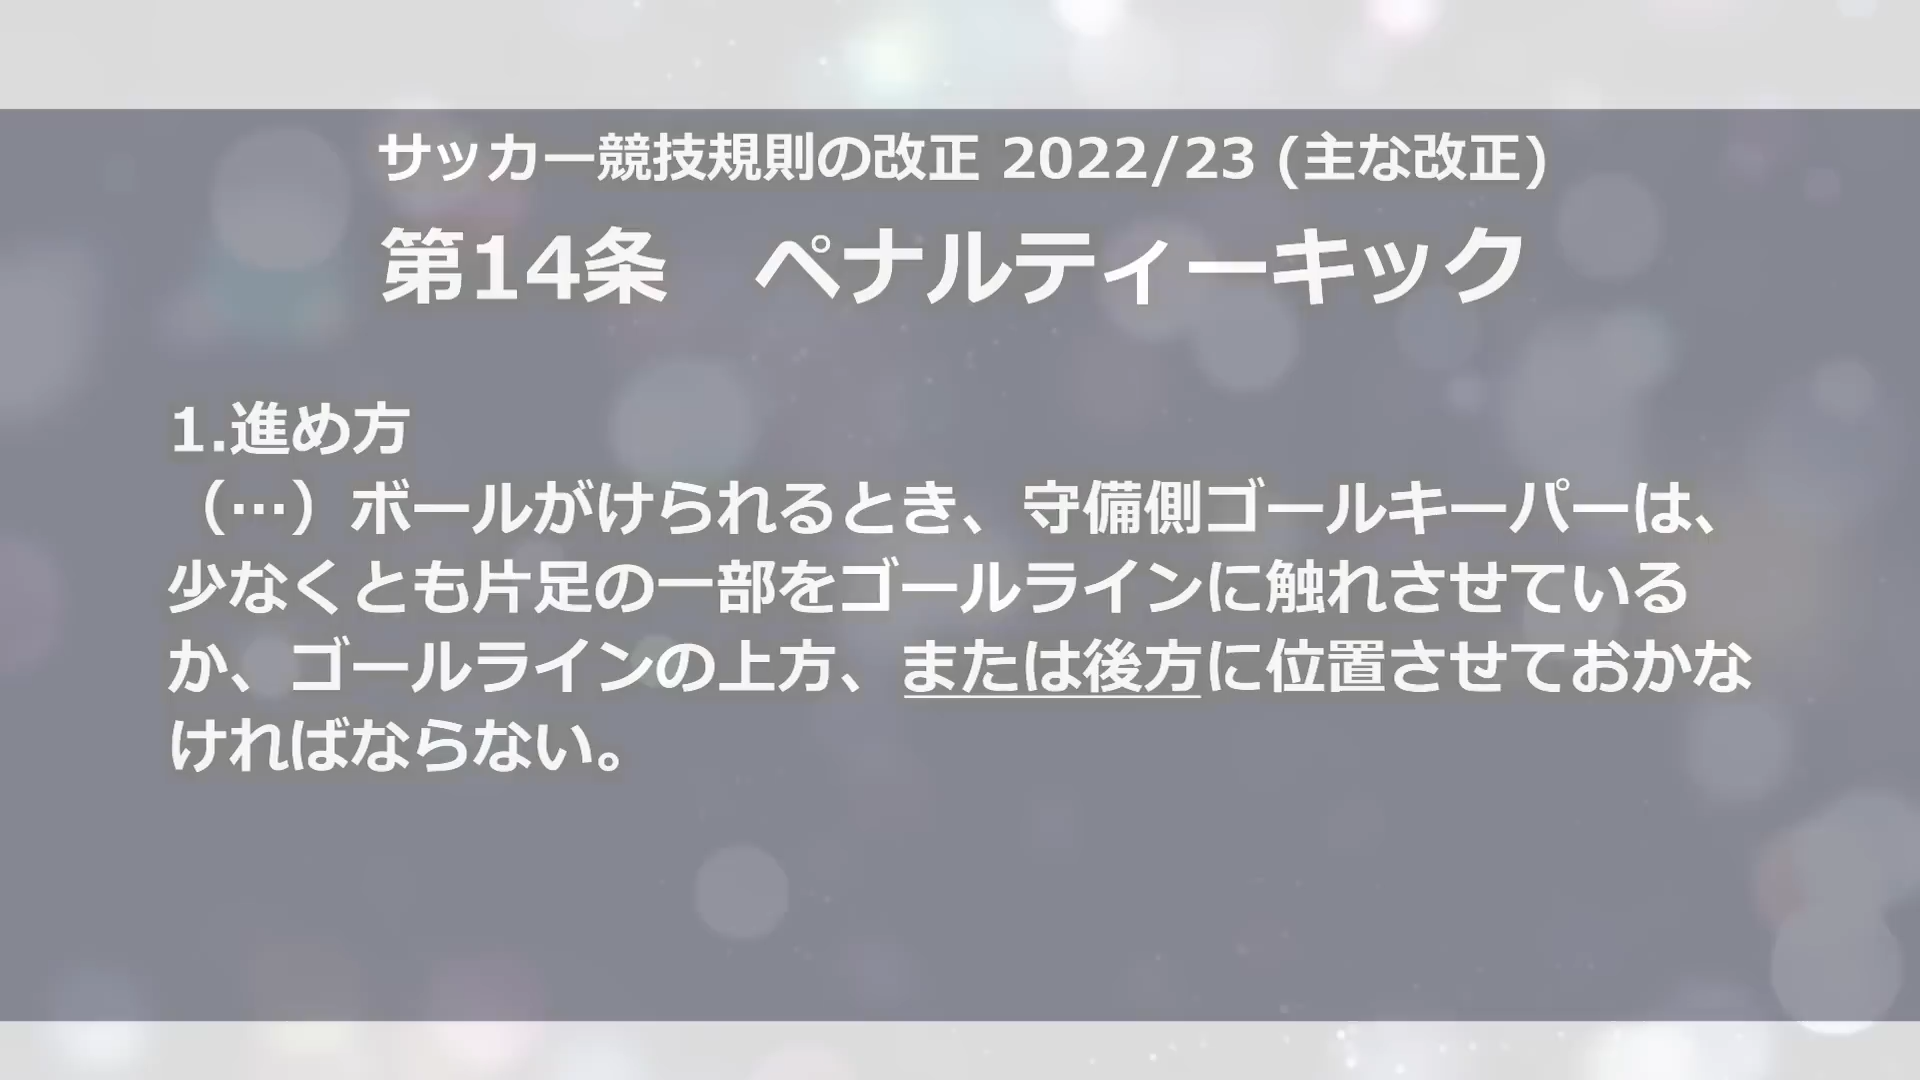 サッカー競技規則の改正 2022/23 (主な改正)
第14条　ペナルティーキック
1.進め方
（…）ボールがけられるとき、守備側ゴールキーパーは、
少なくとも片足の一部をゴールラインに触れさせている
か、ゴールラインの上方、または後方に位置させておかな
ければならない。